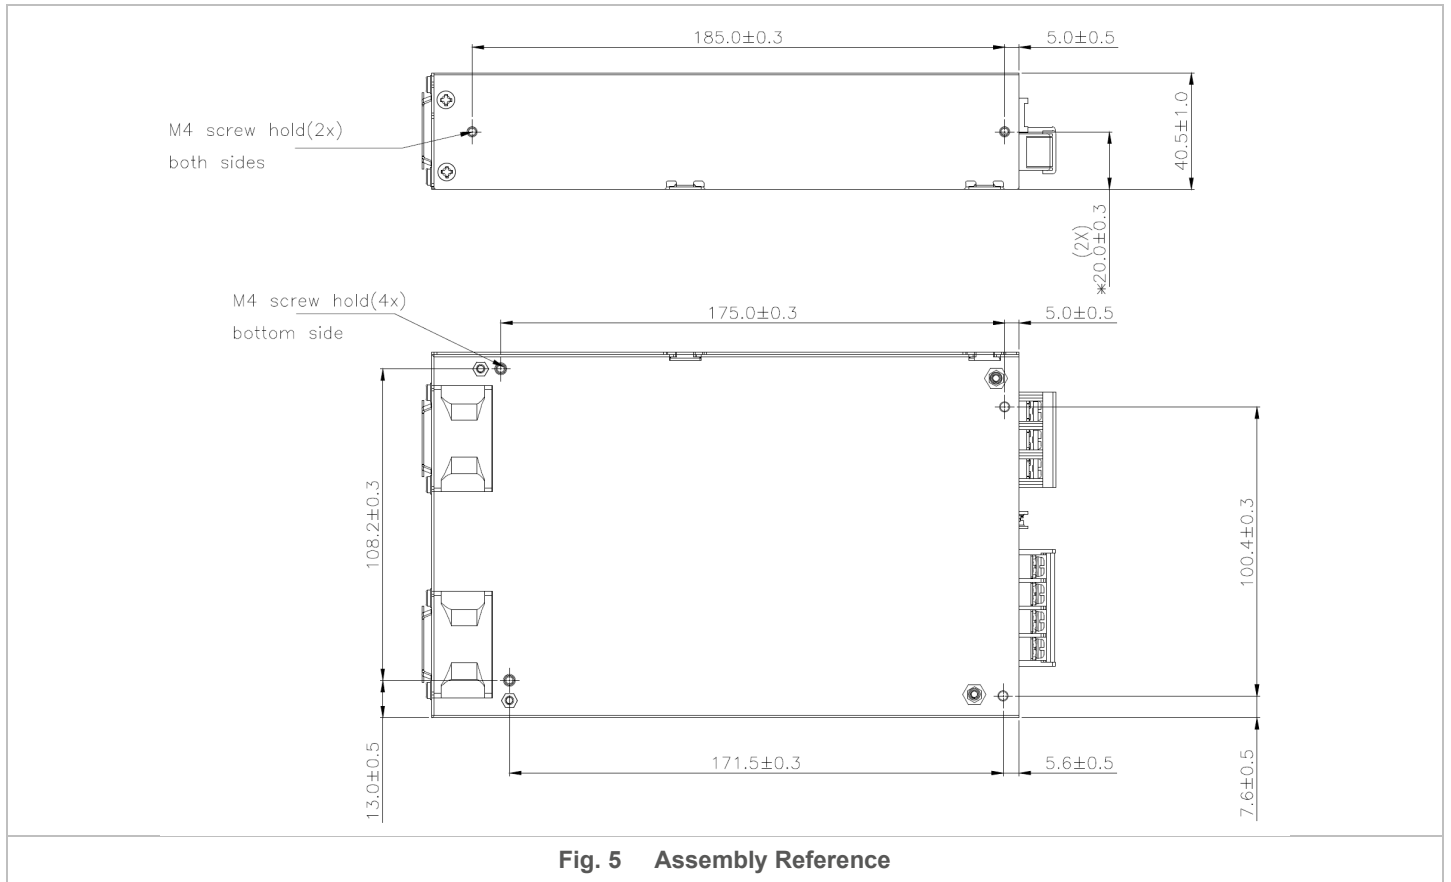 185.0±0.3
5.0±0.5
M4 screw hold(2x)
both sides
40.5±1.0
(2X)
*20.0±0.3
M4 screw hold(4x)
bottom side
175.0±0.3
5.0±0.5
108.2±0.3
100.4±0.3
13.0±0.5
171.5±0.3
5.6±0.5
7.6±0.5
Fig. 5 Assembly Reference